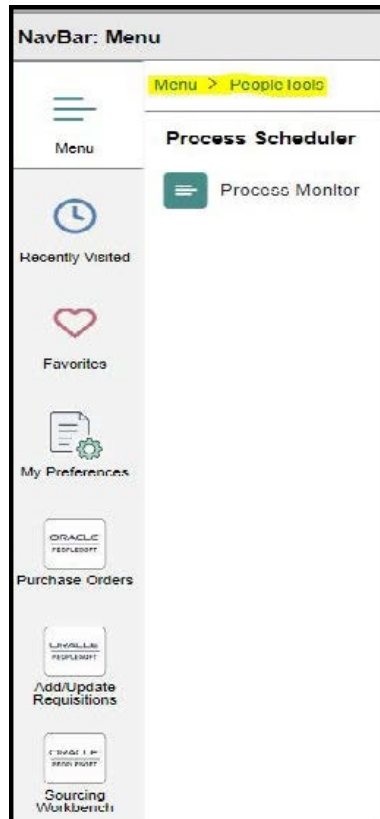 NavBar: Menu
Menu > PeopleTools
Menu
Process Scheduler
Process Monitor
Recently Visited
Favorites
My Preferences
ORACLE
PEOPLESOFT
Purchase Orders
ORACLE
PEOPLESOFT
Add/Update
Requisitions
ORACLE
PEOPLESOFT
Sourcing
Workbench